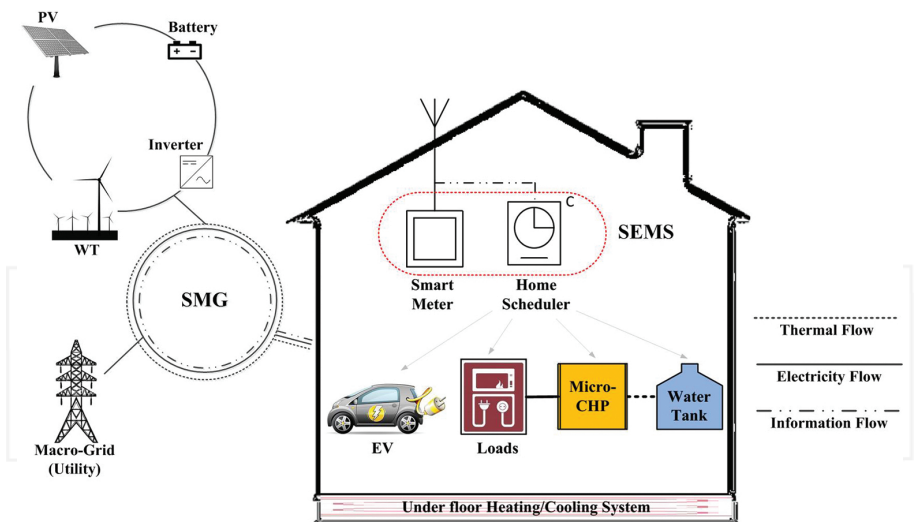 PV
Battery
Inverter
WT
SMG
Macro-Grid
(Utility)
C
SEMS
Smart
Meter
Home
Scheduler
EV
Loads
Micro-
CHP
Water
Tank
Under floor Heating/Cooling System
Thermal Flow
Electricity Flow
Information Flow